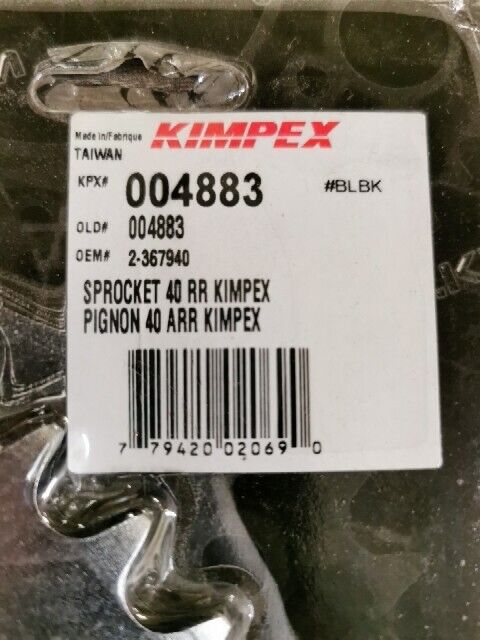 Made in/Fabrique
TAIWAN
KIMPEX
KPX# 004883 #BLBK
OLD# 004883
OEM# 2-367940
SPROCKET 40 RR KIMPEX
PIGNON 40 ARR KIMPEX
7 79420 02069 0